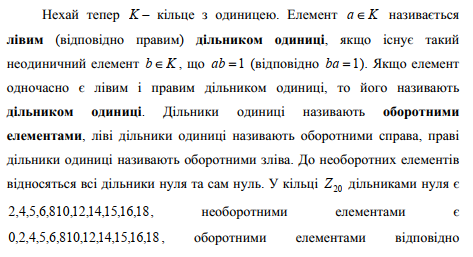 Нехай тепер K − кільце з одиницею. Елемент a ∈ K називається
лівим (відповідно правим) дільником одиниці, якщо існує такий
неодиничний елемент b ∈ K, що ab = 1 (відповідно ba = 1). Якщо елемент
одночасно є лівим і правим дільником одиниці, то його називають
дільником одиниці. Дільники одиниці називають оборотними
елементами, ліві дільники одиниці називають оборотними справа, праві
дільники одиниці називають оборотними зліва. До необоротних елементів
відносяться всі дільники нуля та сам нуль. У кільці Z₂₀ дільниками нуля є
2,4,5,6,810,12,14,15,16,18, необоротними елементами є
0,2,4,5,6,810,12,14,15,16,18, оборотними елементами відповідно